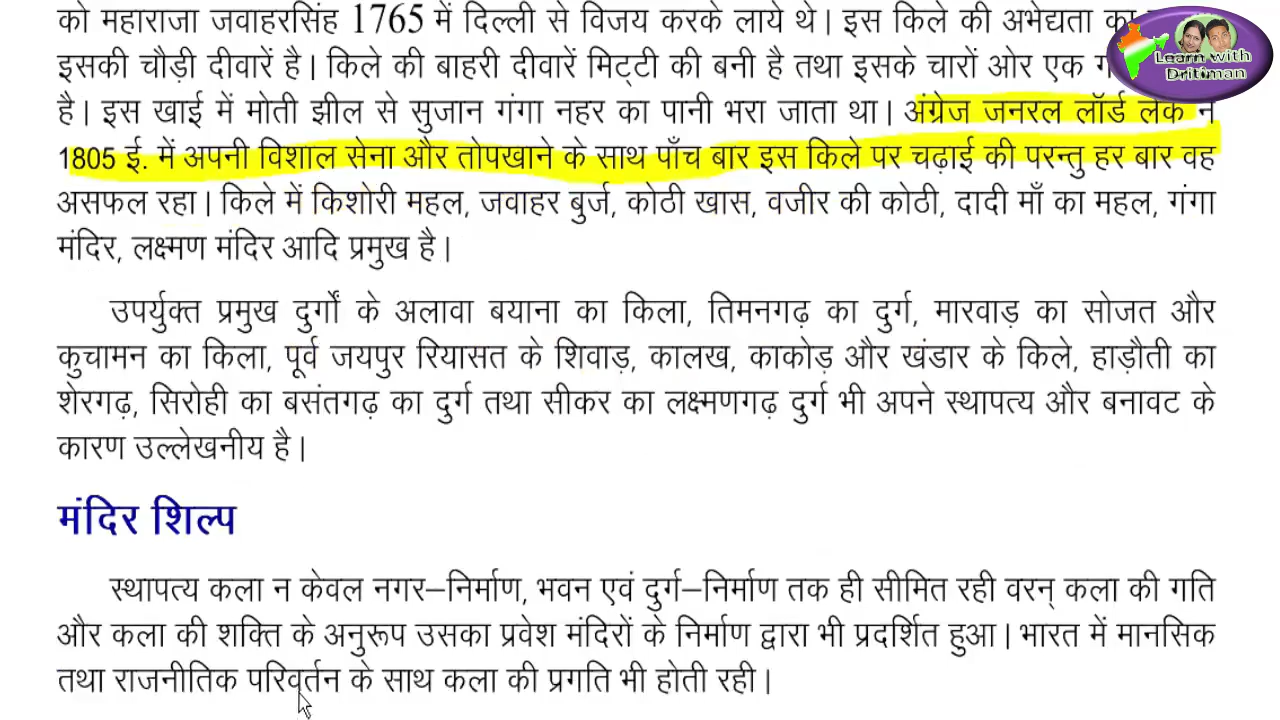 को महाराजा जवाहरसिंह 1765 में दिल्ली से विजय करके लाये थे। इस किले की अभेद्यता का
इसकी चौड़ी दीवारें है। किले की बाहरी दीवारें मिट्टी की बनी है तथा इसके चारों ओर एक
है। इस खाई में मोती झील से सुजान गंगा नहर का पानी भरा जाता था। अंग्रेज जनरल लॉर्ड लेक ने
1805 ई. में अपनी विशाल सेना और तोपखाने के साथ पाँच बार इस किले पर चढ़ाई की परन्तु हर बार वह
असफल रहा। किले में किशोरी महल, जवाहर बुर्ज, कोठी खास, वजीर की कोठी, दादी माँ का महल, गंगा
मंदिर, लक्ष्मण मंदिर आदि प्रमुख है।
उपर्युक्त प्रमुख दुर्गों के अलावा बयाना का किला, तिमनगढ़ का दुर्ग, मारवाड़ का सोजत और
कुचामन का किला, पूर्व जयपुर रियासत के शिवाड़, कालख, काकोड़ और खंडार के किले, हाड़ौती का
शेरगढ़, सिरोही का बसंतगढ़ का दुर्ग तथा सीकर का लक्ष्मणगढ़ दुर्ग भी अपने स्थापत्य और बनावट के
कारण उल्लेखनीय है।
मंदिर शिल्प
स्थापत्य कला न केवल नगर–निर्माण, भवन एवं दुर्ग–निर्माण तक ही सीमित रही वरन् कला की गति
और कला की शक्ति के अनुरूप उसका प्रवेश मंदिरों के निर्माण द्वारा भी प्रदर्शित हुआ। भारत में मानसिक
तथा राजनीतिक परिवर्तन के साथ कला की प्रगति भी होती रही।
Learn with
Dritiman